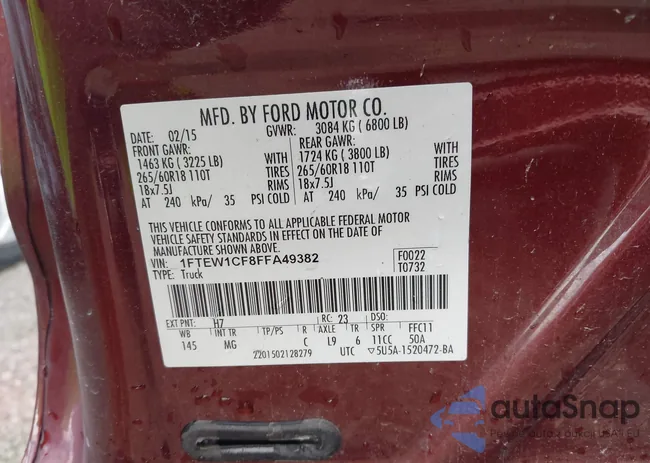 MFD. BY FORD MOTOR CO.
DATE: 02/15 GVWR: 3084 KG ( 6800 LB)
FRONT GAWR: REAR GAWR:
1463 KG ( 3225 LB) WITH 1724 KG ( 3800 LB) WITH
265/60R18 110T TIRES 265/60R18 110T TIRES
18x7.5J RIMS 18x7.5J RIMS
AT 240 kPa/ 35 PSI COLD AT 240 kPa/ 35 PSI COLD
THIS VEHICLE CONFORMS TO ALL APPLICABLE FEDERAL MOTOR
VEHICLE SAFETY STANDARDS IN EFFECT ON THE DATE OF
MANUFACTURE SHOWN ABOVE.
VIN: 1FTEW1CF8FFA49382 F0022
TYPE: Truck T0732
EXT PNT: H7 RC: 23 DSO:
WB INT TR TP/PS R AXLE TR SPR FFC11
145 MG C L9 6 11CC 50A
2201502128279 UTC 5U5A-1520472-BA
autoSnap